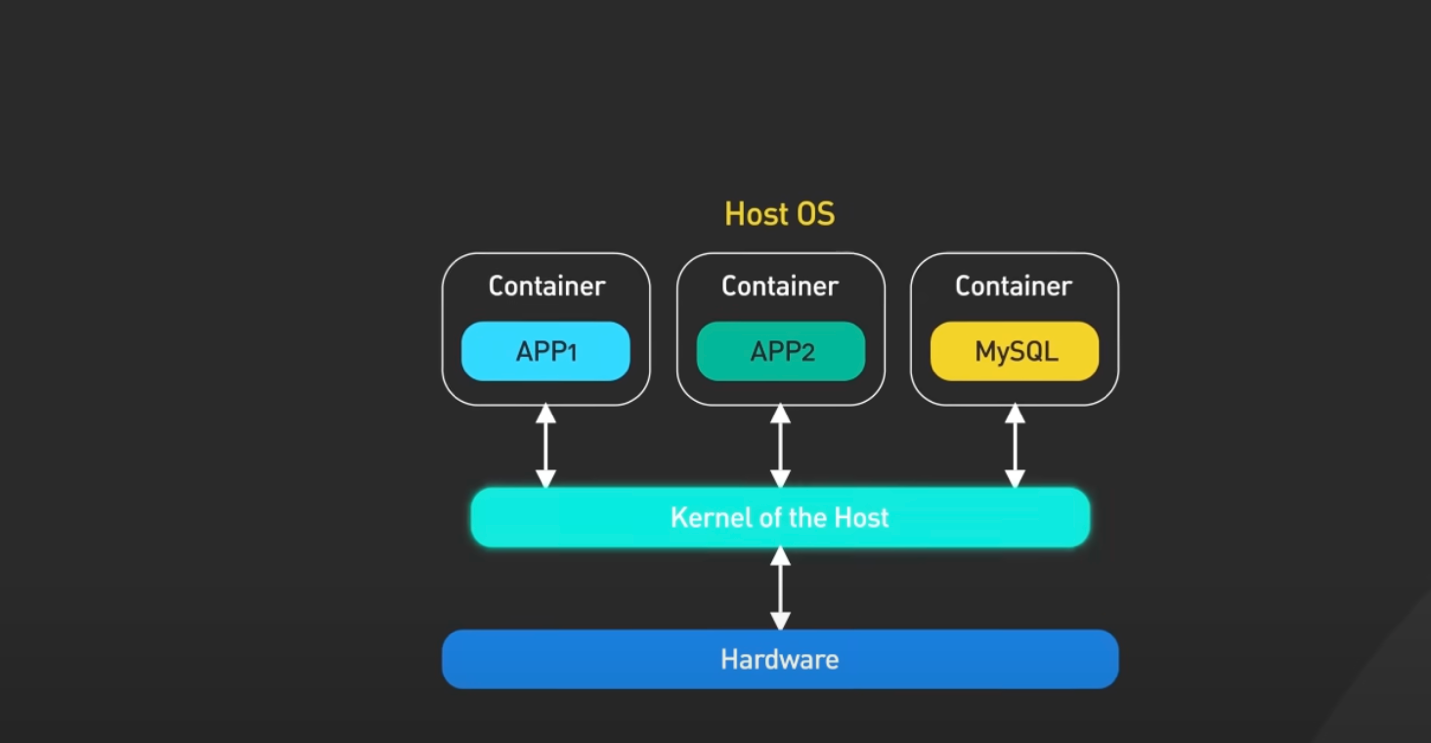 Host OS
Container
Container
Container
APP1
APP2
MySQL
Kernel of the Host
Hardware